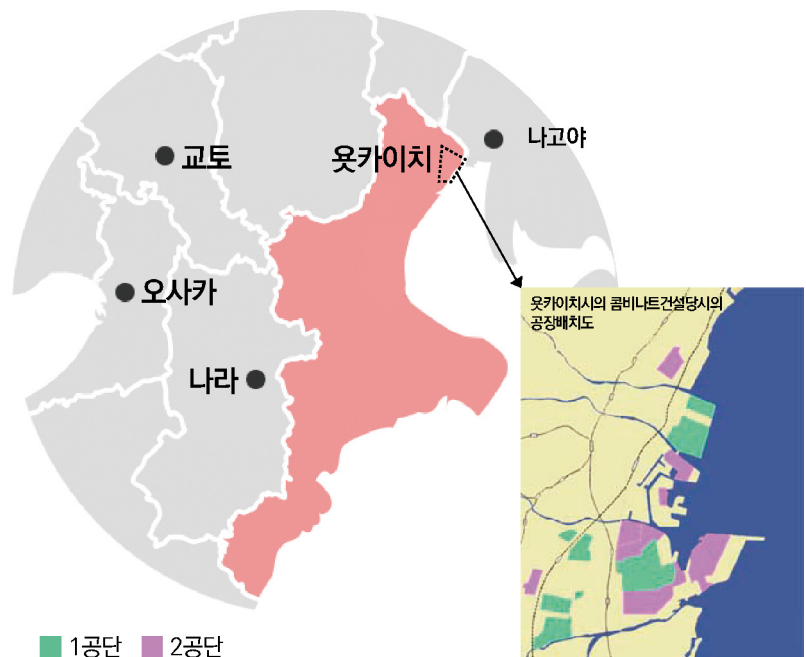 교토
욧카이치
나고야
오사카
나라
욧카이치시의 콤비나트건설당시의
공장배치도
1공단
2공단